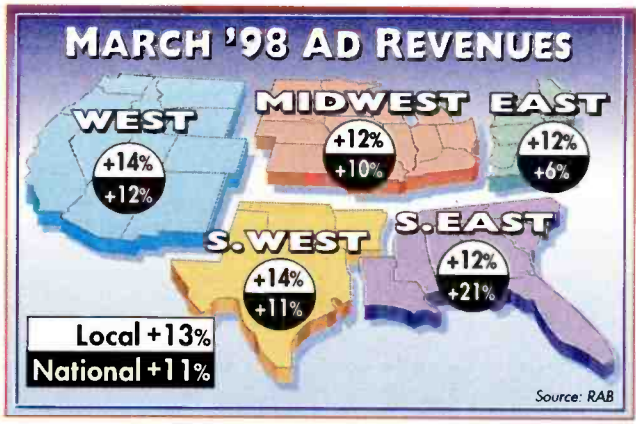 MARCH '98 AD REVENUES
WEST
+14%
+12%
MIDWEST
+12%
+10%
EAST
+12%
+6%
S.WEST
+14%
+11%
S.EAST
+12%
+21%
Local +13%
National +11%
Source: RAB